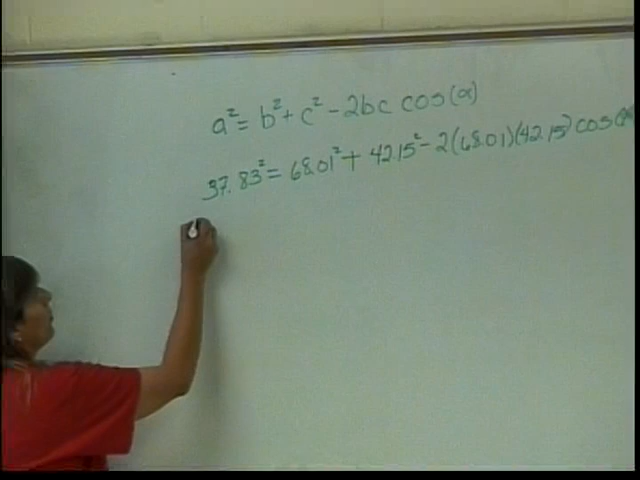 a² = b² + c² - 2bc cos(α)
37.83² = 68.01² + 42.15² - 2(68.01)(42.15) cos(α)